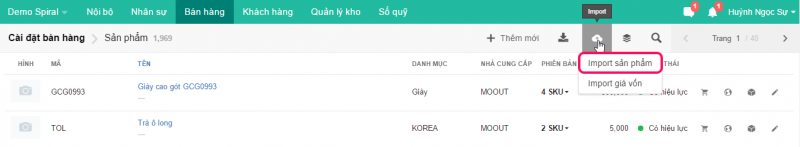 Import
Demo Spiral Nội bộ Nhân sự Bán hàng Khách hàng Quản lý kho Sổ quỹ 1 1 Huỳnh Ngọc Sự
Cài đặt bán hàng Sản phẩm 1,969 Thêm mới Trang 1 / 40
Import sản phẩm
Import giá vốn
HÌNH MÃ TÊN DANH MỤC NHÀ CUNG CẤP PHIÊN BẢN THÁI
GCG0993 Giày cao gót GCG0993 Giày MOOUT 4 SKU Có hiệu lực
---
TOL Trà ô long KOREA MOOUT 2 SKU 5,000 Có hiệu lực
---